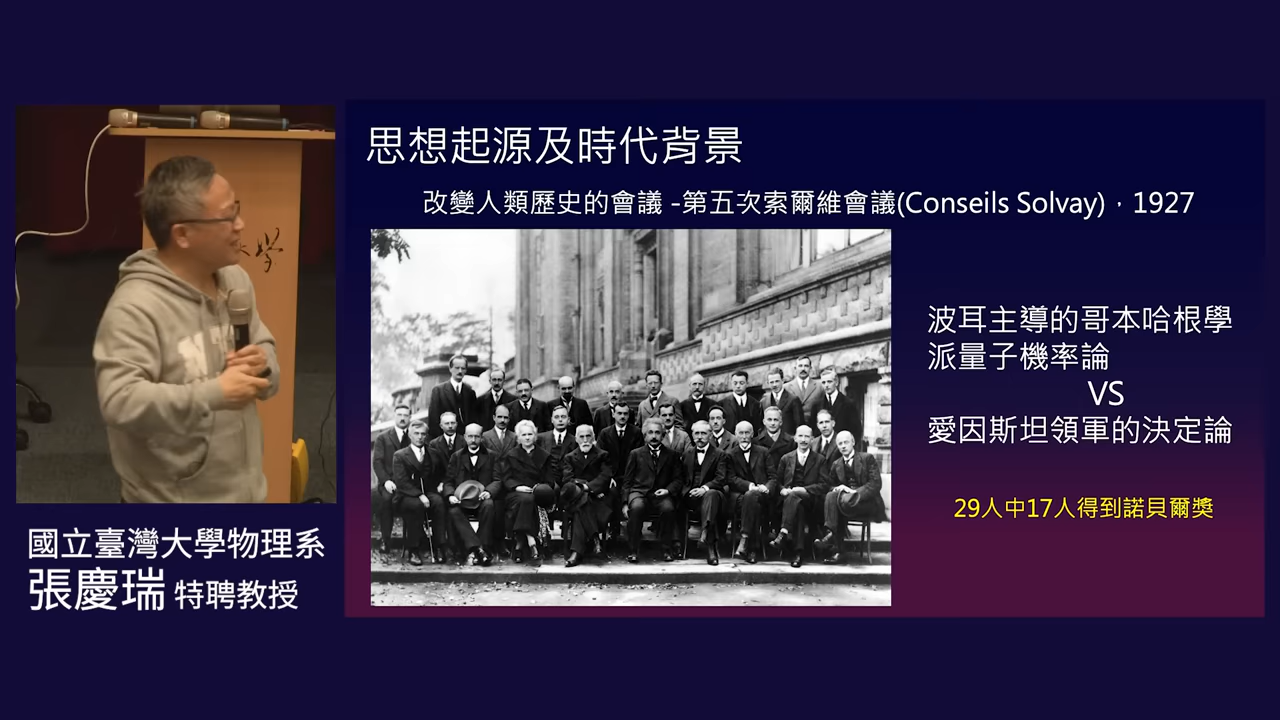 思想起源及時代背景
改變人類歷史的會議 -第五次索爾維會議(Conseils Solvay)，1927
波耳主導的哥本哈根學
派量子機率論
VS
愛因斯坦領軍的決定論
29人中17人得到諾貝爾獎
學
國立臺灣大學物理系
張慶瑞 特聘教授